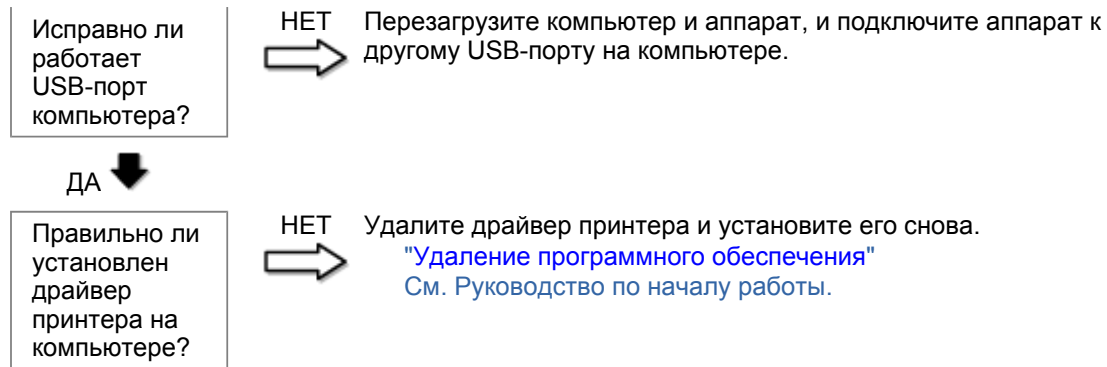 Исправно ли
работает
USB-порт
компьютера?
НЕТ
Перезагрузите компьютер и аппарат, и подключите аппарат к
другому USB-порту на компьютере.
ДА
Правильно ли
установлен
драйвер
принтера на
компьютере?
НЕТ
Удалите драйвер принтера и установите его снова.
"Удаление программного обеспечения"
См. Руководство по началу работы.